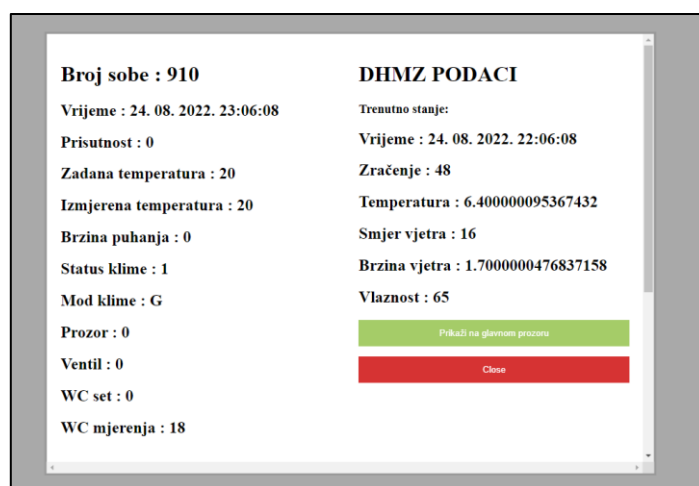 Broj sobe : 910
Vrijeme : 24. 08. 2022. 23:06:08
Prisutnost : 0
Zadana temperatura : 20
Izmjerena temperatura : 20
Brzina puhanja : 0
Status klime : 1
Mod klime : G
Prozor : 0
Ventil : 0
WC set : 0
WC mjerenja : 18
DHMZ PODACI
Trenutno stanje:
Vrijeme : 24. 08. 2022. 22:06:08
Zračenje : 48
Temperatura : 6.400000095367432
Smjer vjetra : 16
Brzina vjetra : 1.7000000476837158
Vlaznost : 65
Prikaži na glavnom prozoru
Close